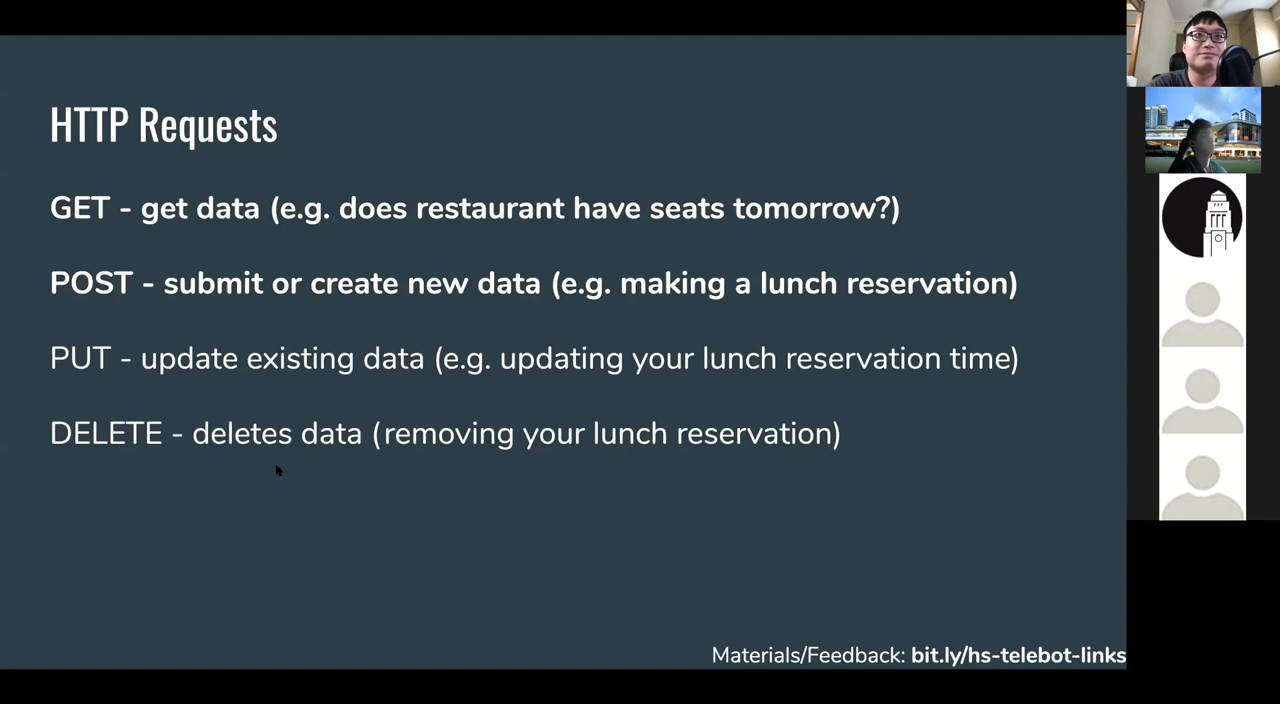 HTTP Requests
GET - get data (e.g. does restaurant have seats tomorrow?)
POST - submit or create new data (e.g. making a lunch reservation)
PUT - update existing data (e.g. updating your lunch reservation time)
DELETE - deletes data (removing your lunch reservation)
Materials/Feedback: bit.ly/hs-telebot-links